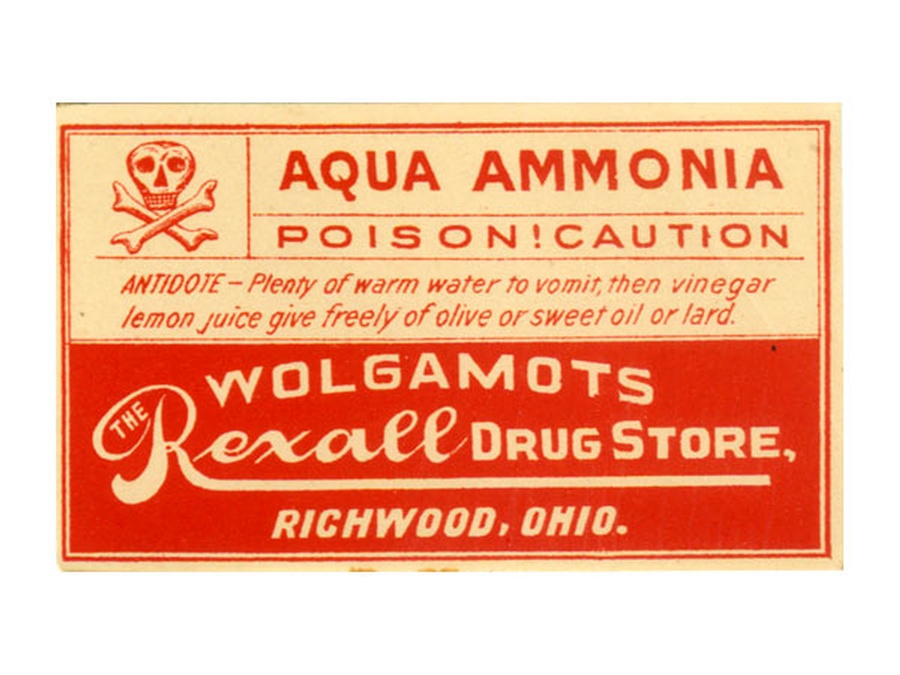 AQUA AMMONIA
POISON! CAUTION
ANTIDOTE – Plenty of warm water to vomit, then vinegar
lemon juice give freely of olive or sweet oil or lard.
WOLGAMOTS
THE Rexall DRUG STORE,
RICHWOOD, OHIO.